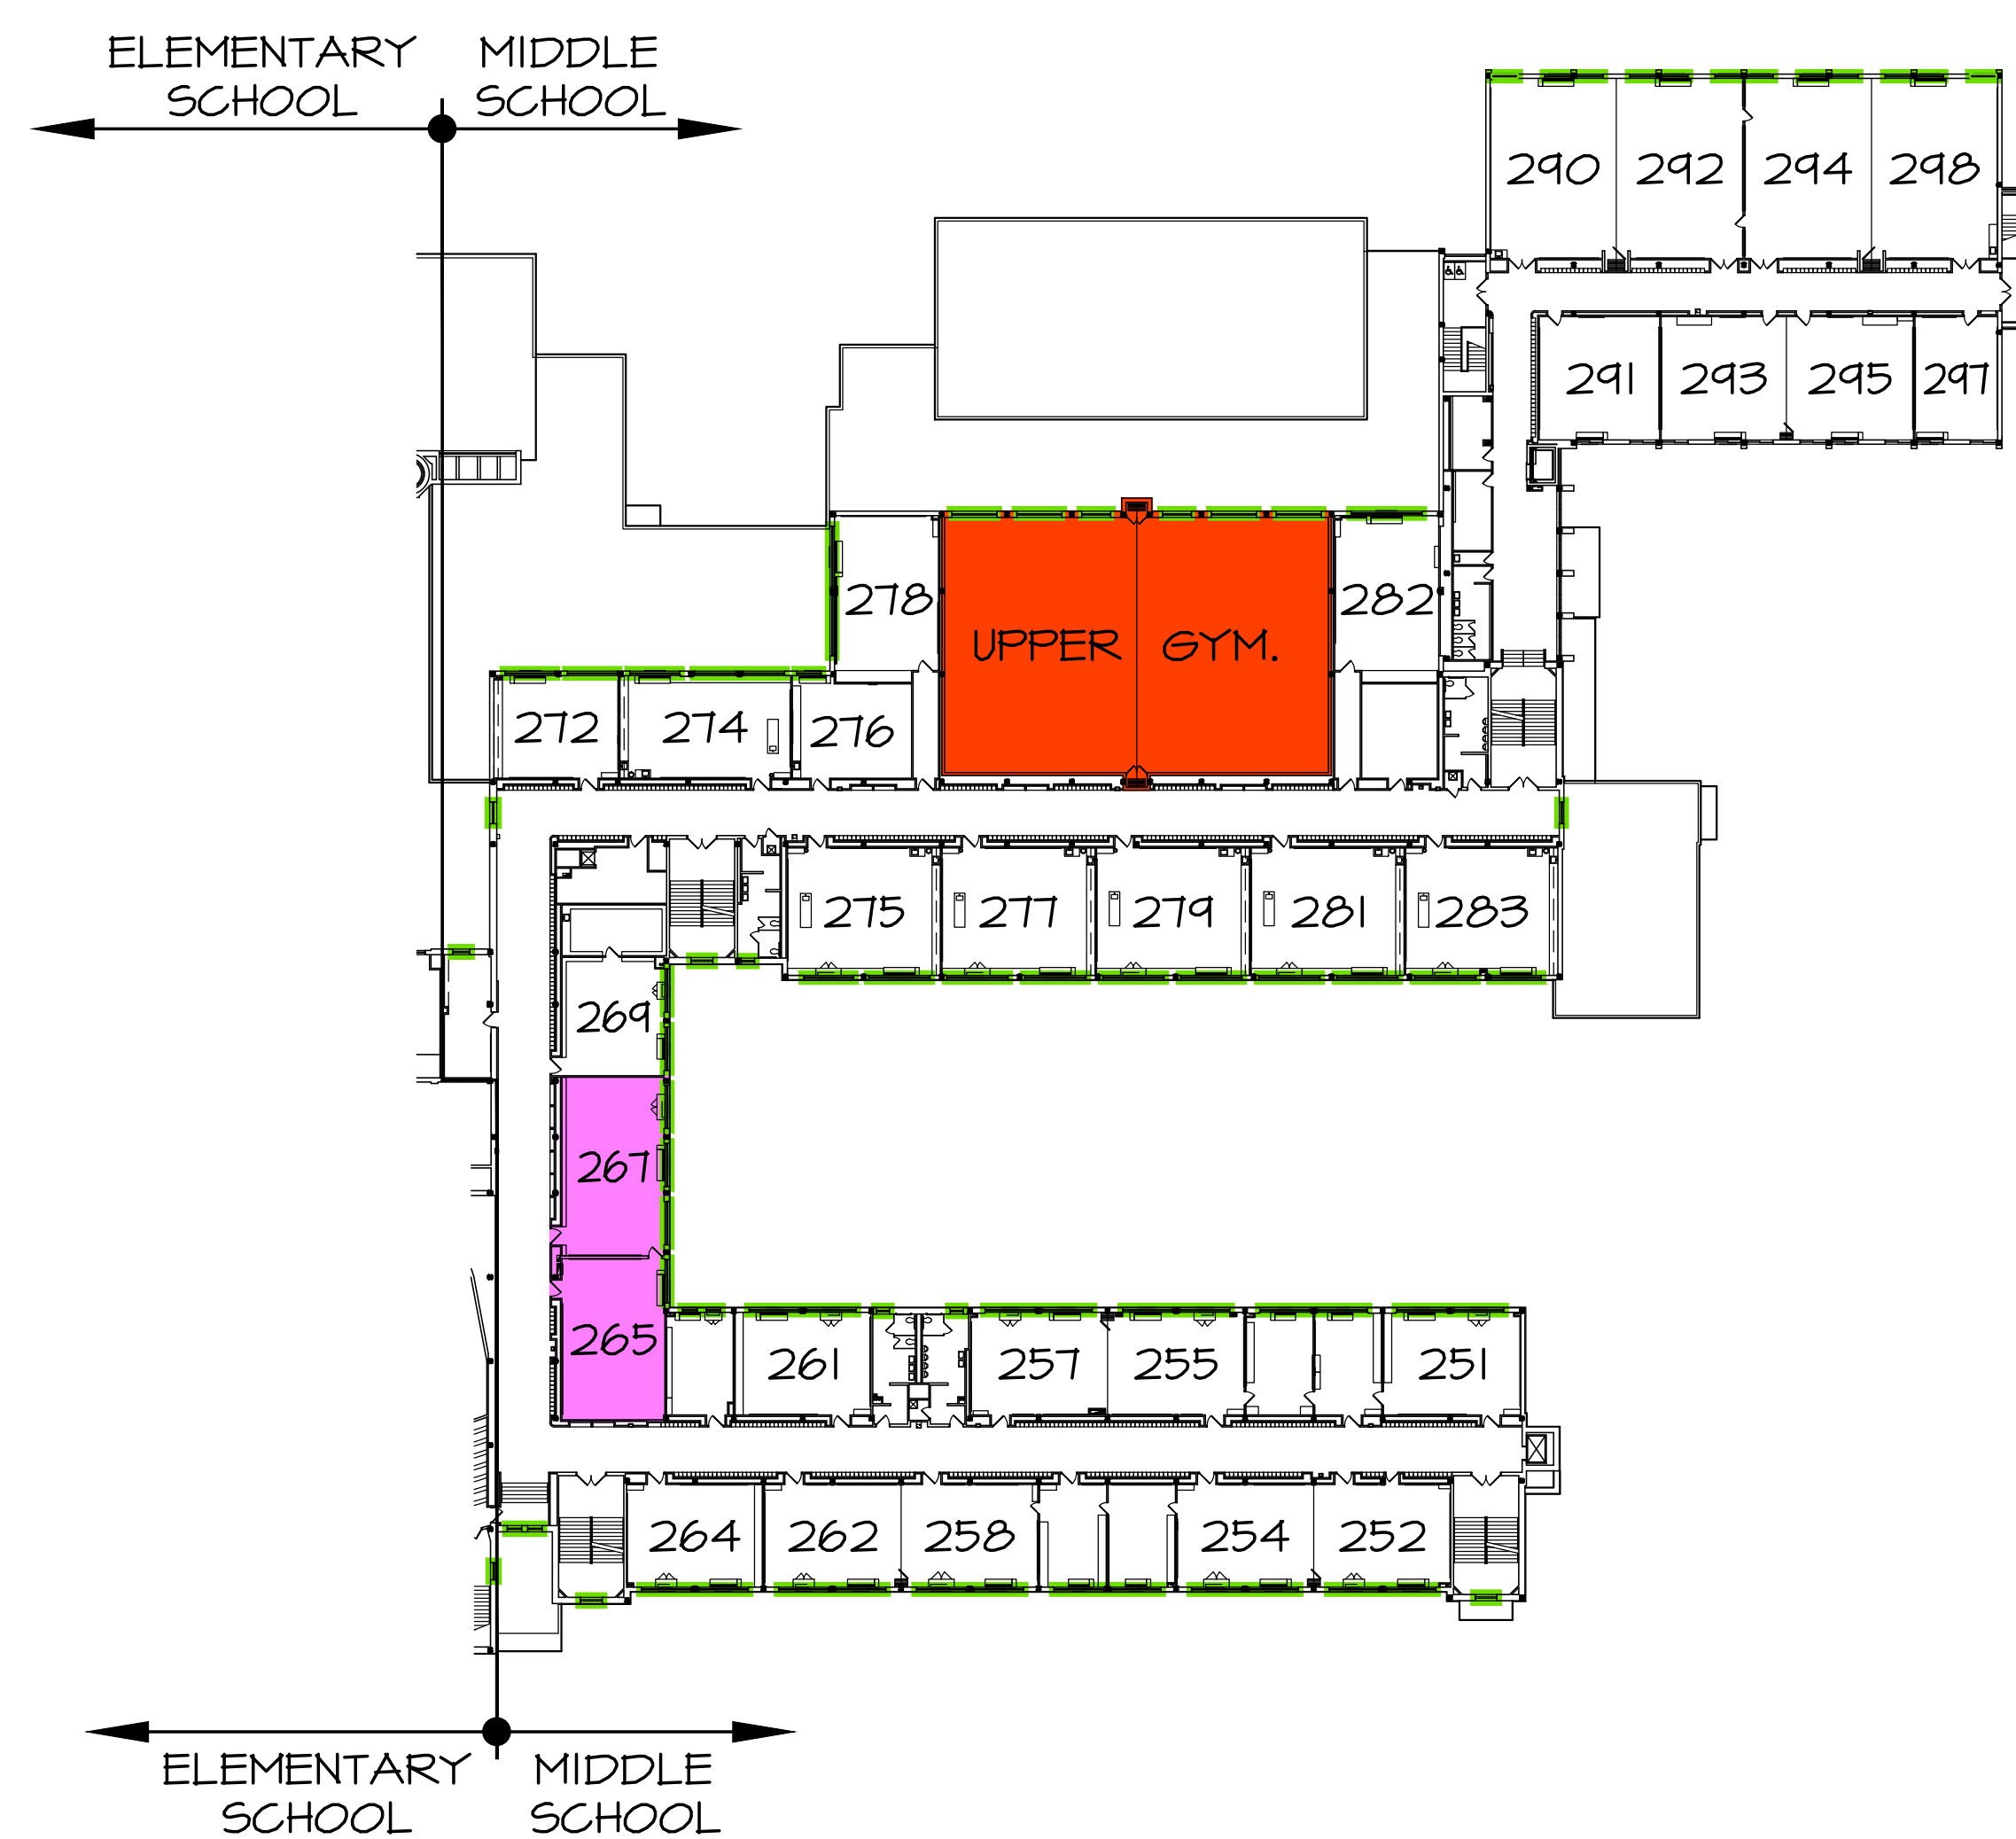 ELEMENTARY SCHOOL
MIDDLE SCHOOL
290 292 294 298
291 293 295 297
278 UPPER GYM. 282
272 274 276
275 277 279 281 283
269
267
265
261 257 255 251
264 262 258 254 252
ELEMENTARY SCHOOL
MIDDLE SCHOOL